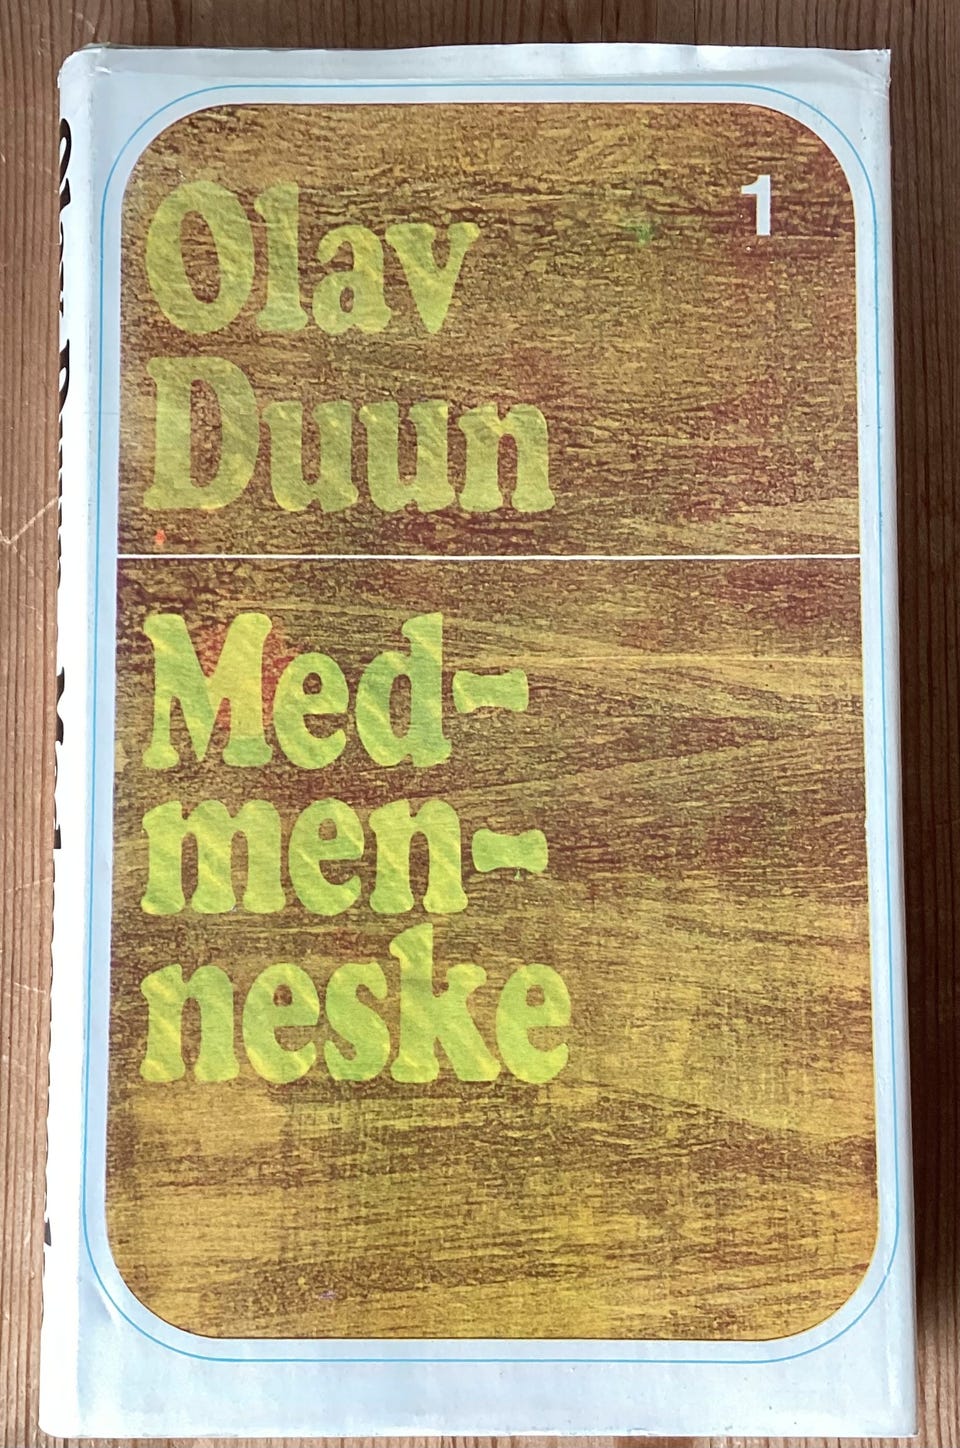 1
Olav
Duun
Med-
men-
neske